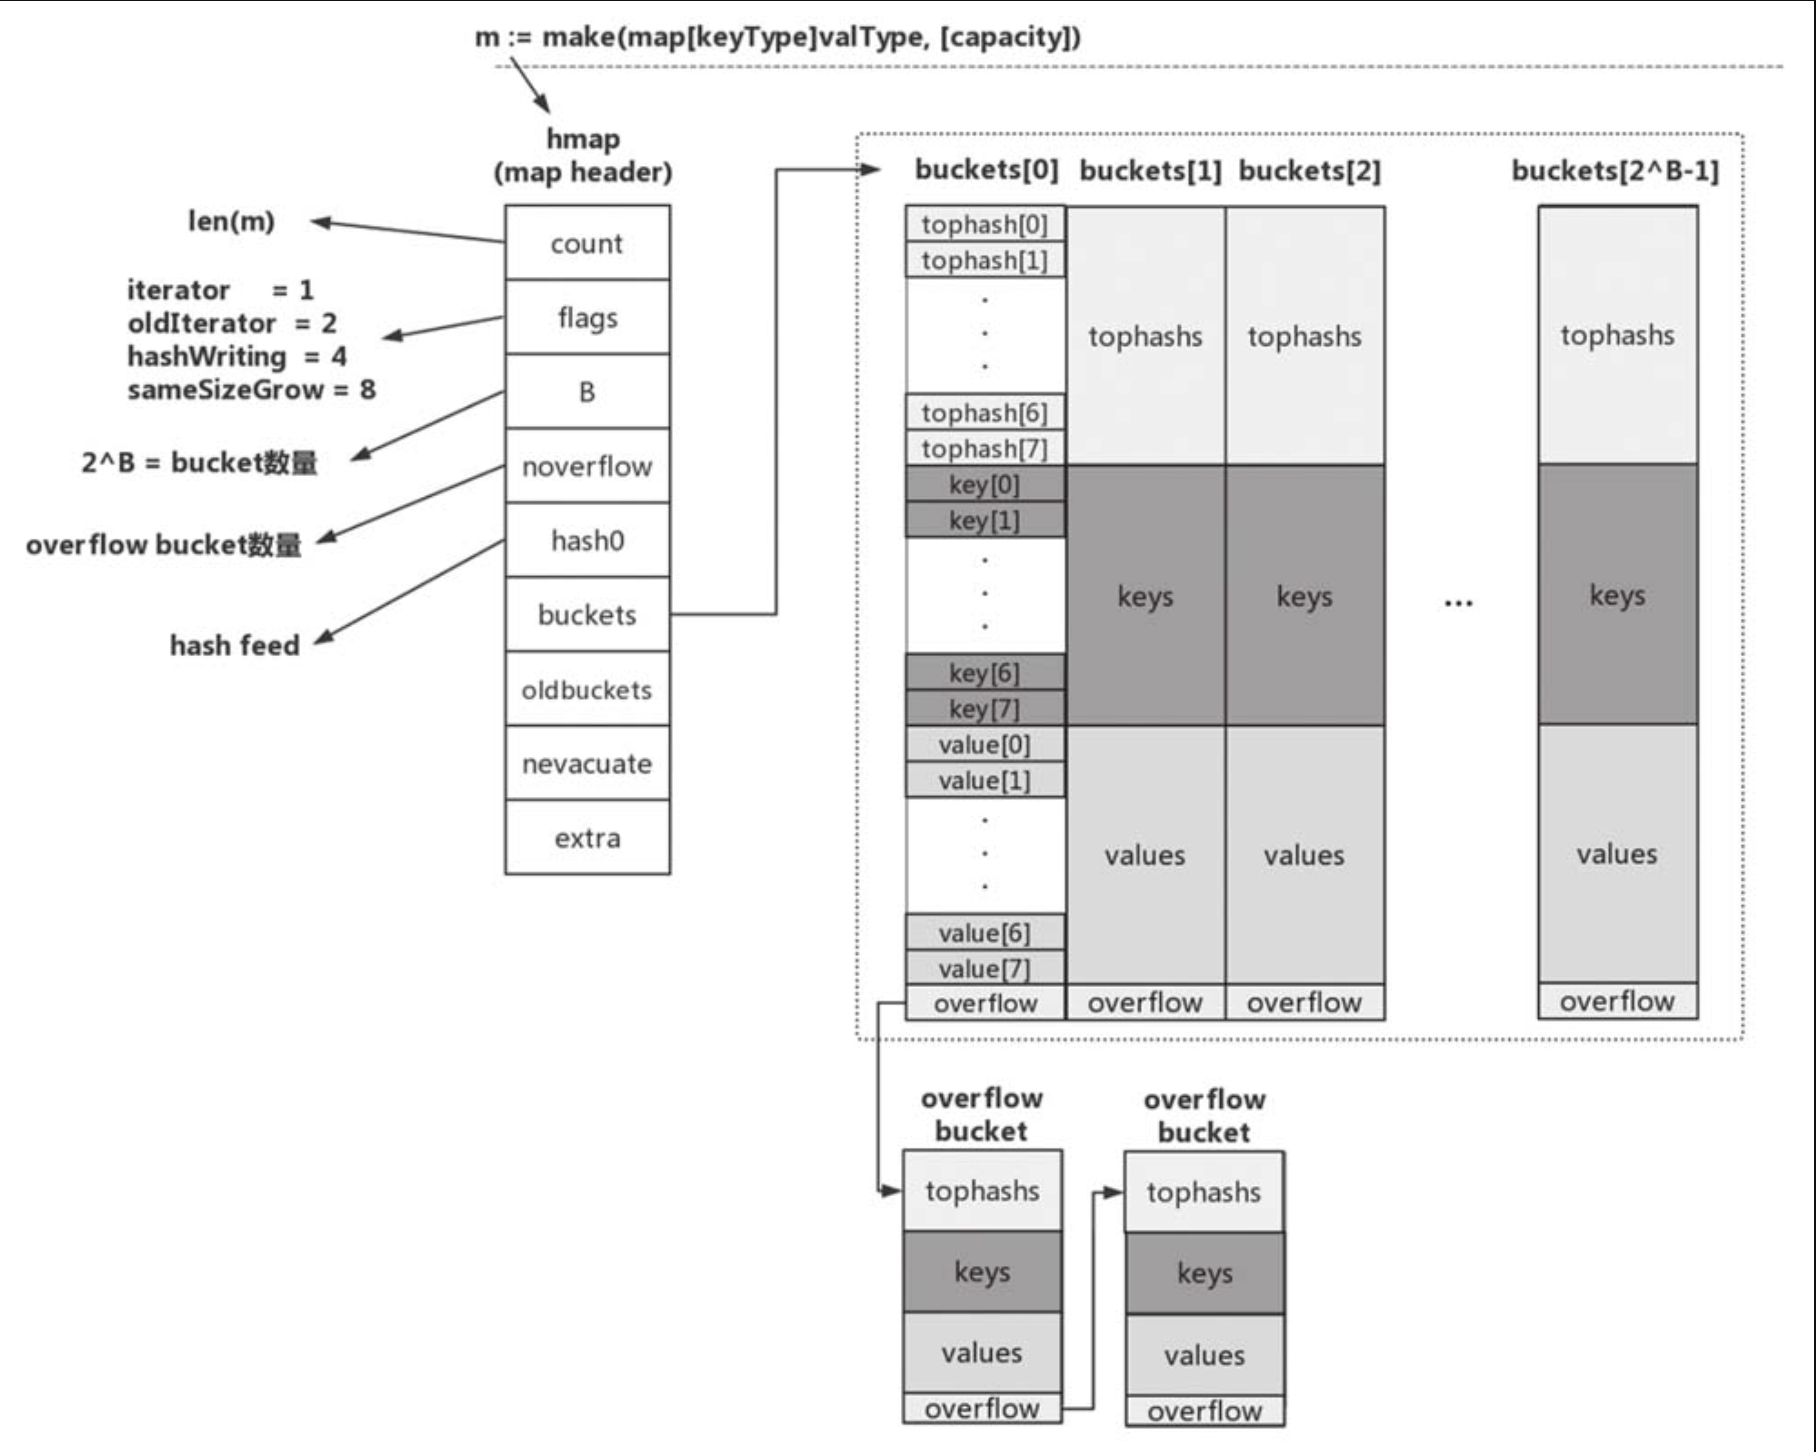 m := make(map[keyType]valType, [capacity])
hmap
(map header)
len(m)
iterator = 1
oldIterator = 2
hashWriting = 4
sameSizeGrow = 8
2^B = bucket数量
overflow bucket数量
hash feed
count
flags
B
noverflow
hash0
buckets
oldbuckets
nevacuate
extra
buckets[0] buckets[1] buckets[2] buckets[2^B-1]
tophash[0]
tophash[1]
.
.
.
tophash[6]
tophash[7]
key[0]
key[1]
.
.
.
key[6]
key[7]
value[0]
value[1]
.
.
.
value[6]
value[7]
overflow
tophashs
keys
values
overflow
tophashs
keys
values
overflow
...
tophashs
keys
values
overflow
overflow
bucket
tophashs
keys
values
overflow
overflow
bucket
tophashs
keys
values
overflow